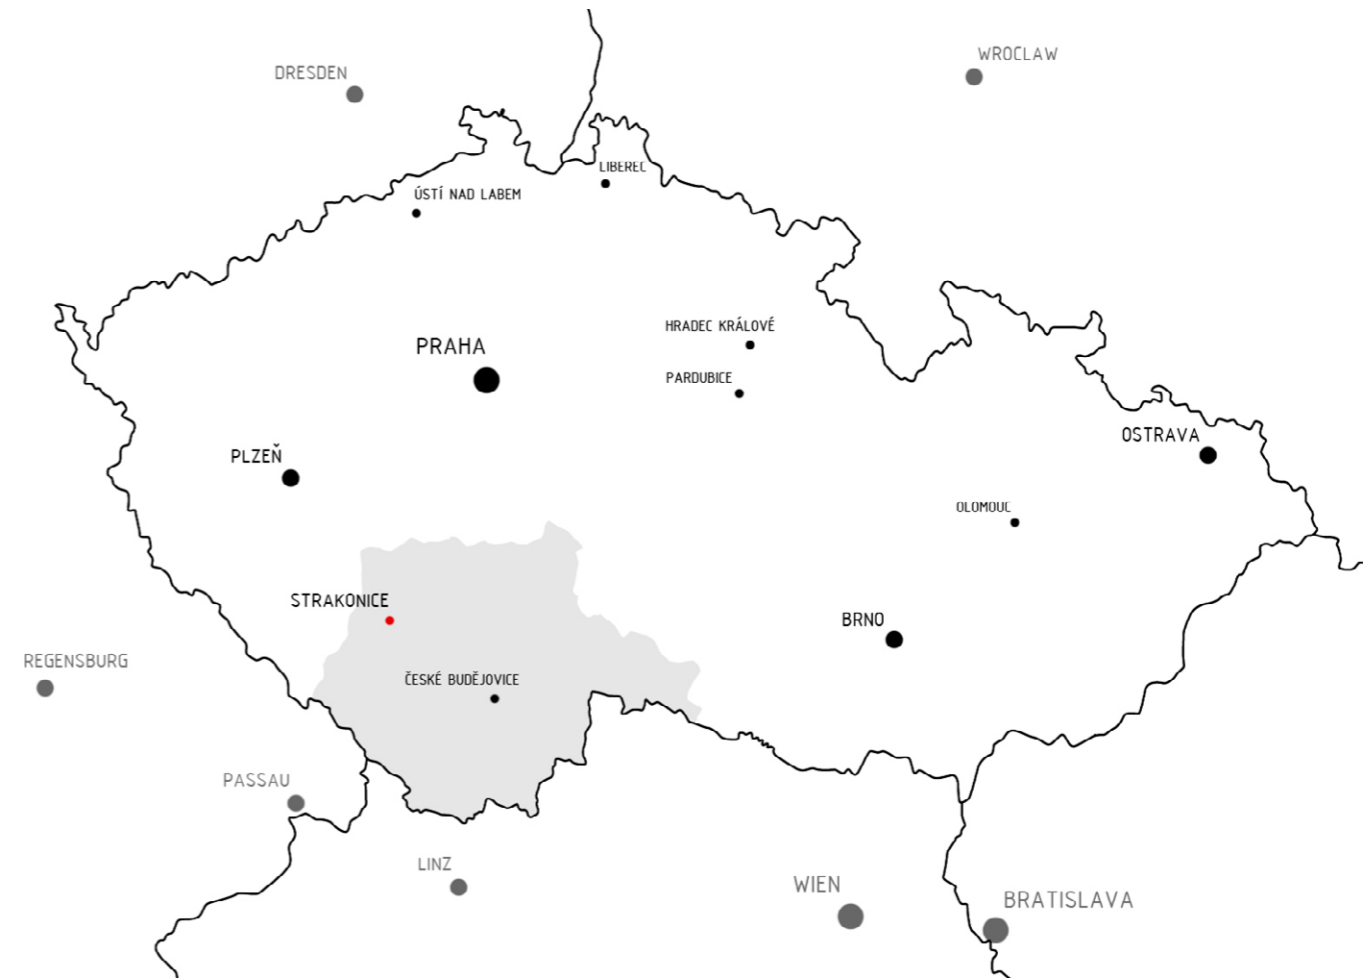 WROCLAW
DRESDEN
LIBEREC
ÚSTÍ NAD LABEM
HRADEC KRÁLOVÉ
PRAHA
PARDUBICE
OSTRAVA
PLZEŇ
OLOMOUC
STRAKONICE
BRNO
REGENSBURG
ČESKÉ BUDĚJOVICE
PASSAU
LINZ
WIEN
BRATISLAVA